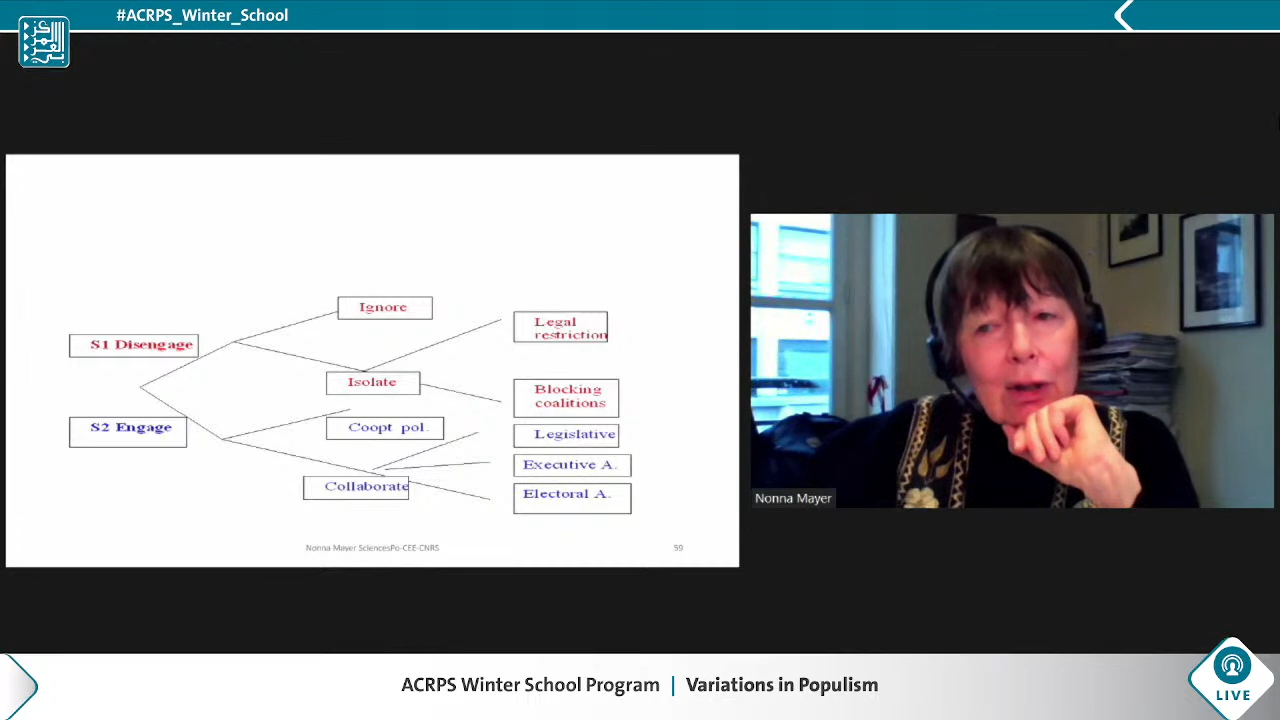 #ACRPS_Winter_School
Ignore
Legal
restriction
S1 Disengage
Isolate
Blocking
coalitions
S2 Engage
Coopt pol.
Legislative
Executive A.
Collaborate
Electoral A.
Nonna Mayer SciencesPo-CEE-CNRS
59
Nonna Mayer
ACRPS Winter School Program | Variations in Populism
LIVE